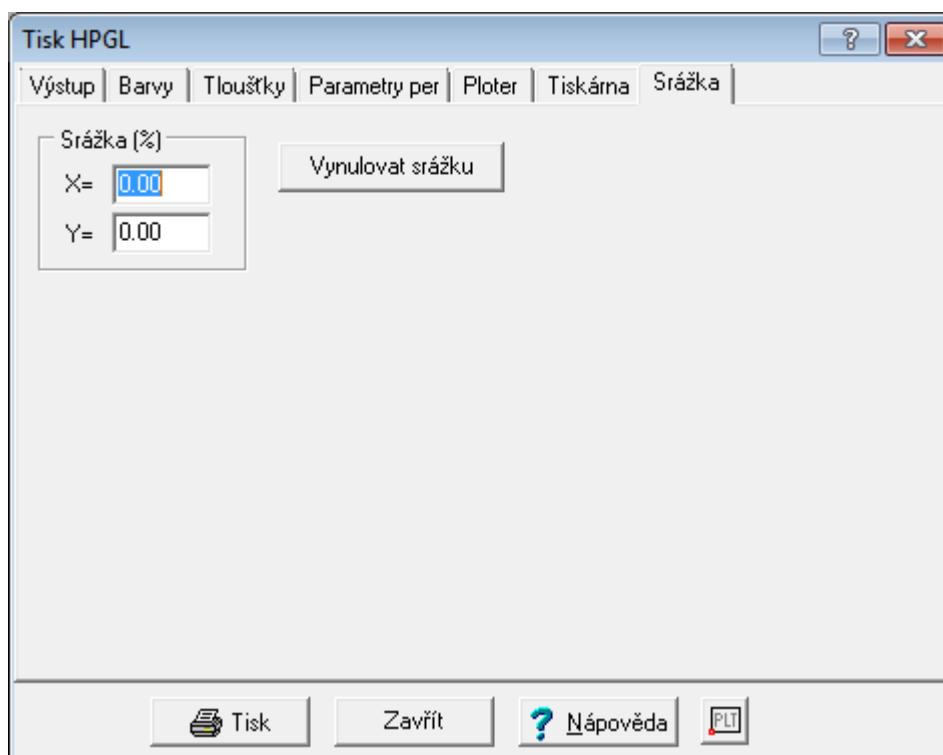 Tisk HPGL
Výstup Barvy Tloušťky Parametry per Ploter Tiskárna Srážka
Srážka (%)
X= 0.00
Vynulovat srážku
Y= 0.00
Tisk Zavřít ? Nápověda PLT